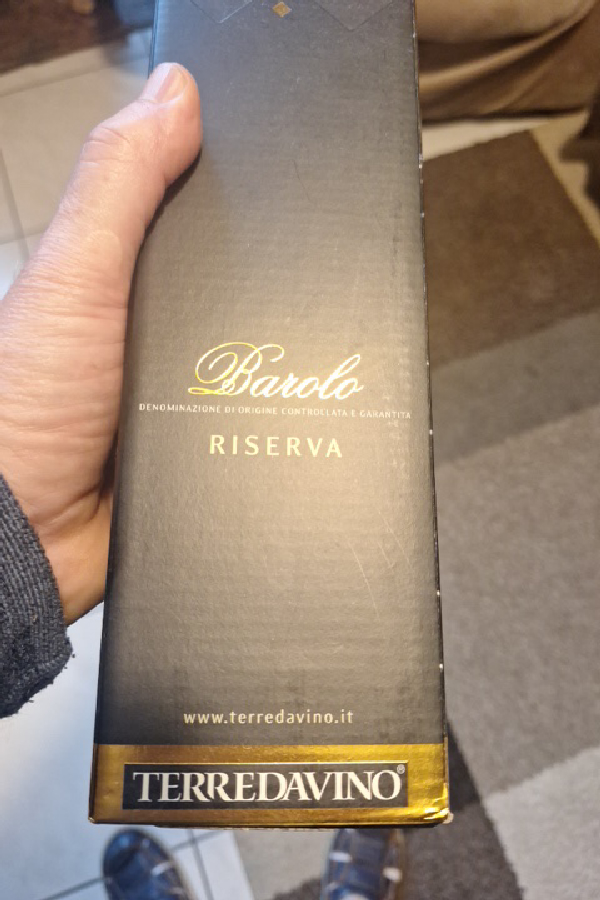 Barolo
DENOMINAZIONE DI ORIGINE CONTROLLATA E GARANTITA
RISERVA
www.terredavino.it
TERREDAVINO®